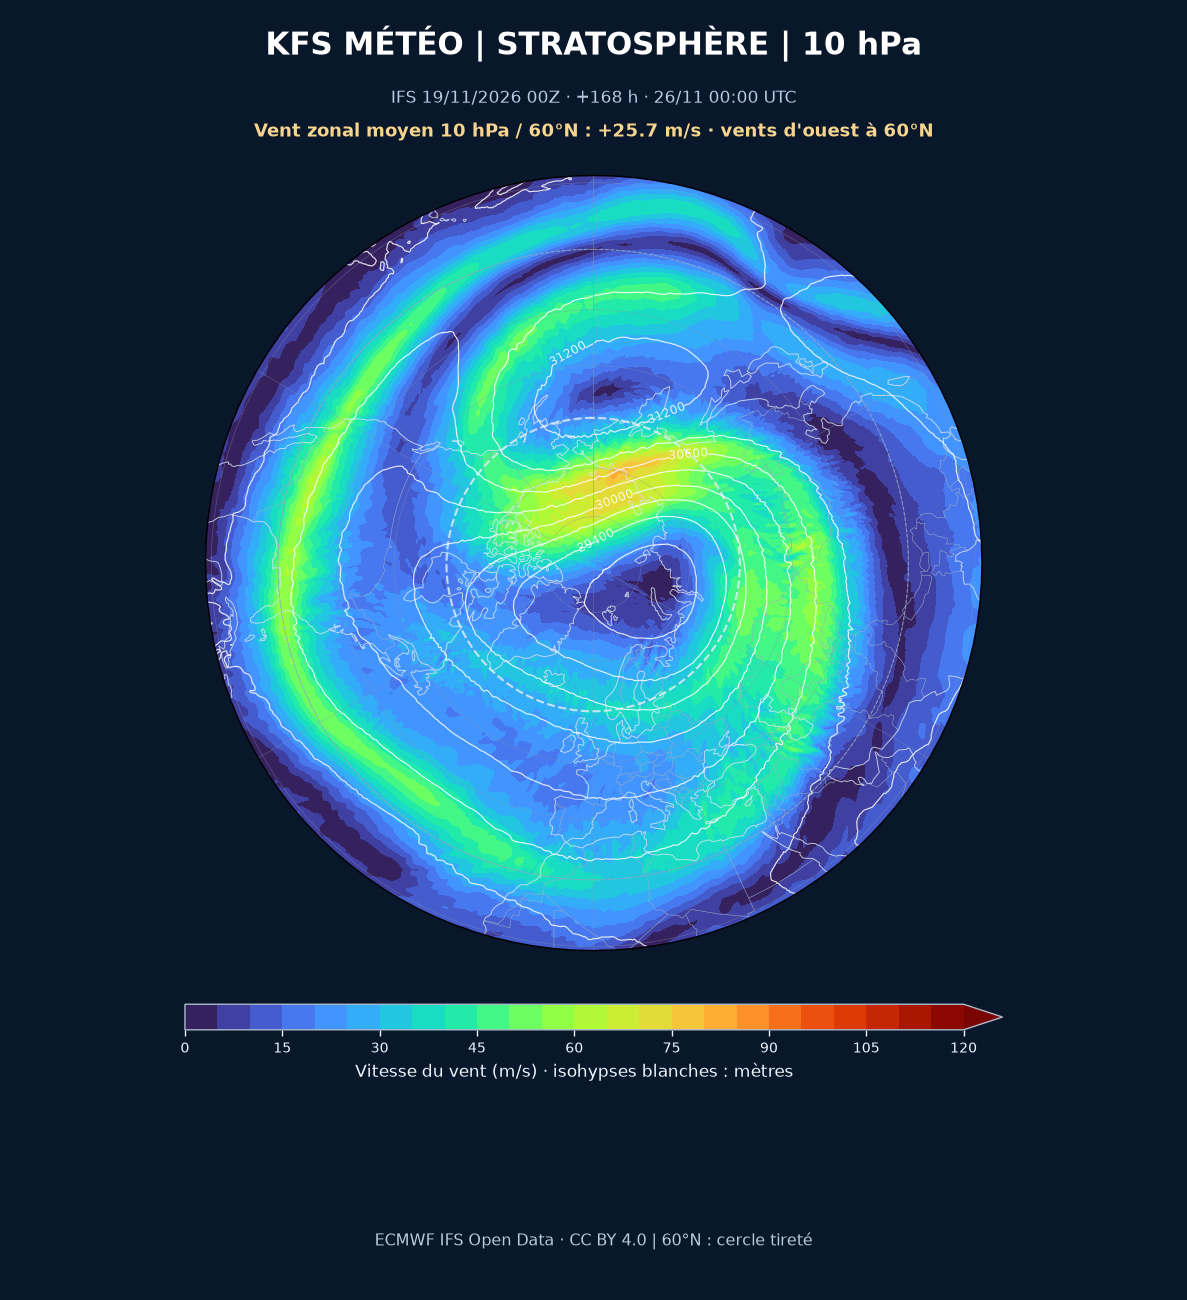 KFS MÉTÉO | STRATOSPHÈRE | 10 hPa
IFS 19/11/2026 00Z · +168 h · 26/11 00:00 UTC
Vent zonal moyen 10 hPa / 60°N : +25.7 m/s · vents d'ouest à 60°N
31200
31200
30600
30000
29400
0 15 30 45 60 75 90 105 120
Vitesse du vent (m/s) · isohypses blanches : mètres
ECMWF IFS Open Data · CC BY 4.0 | 60°N : cercle tireté